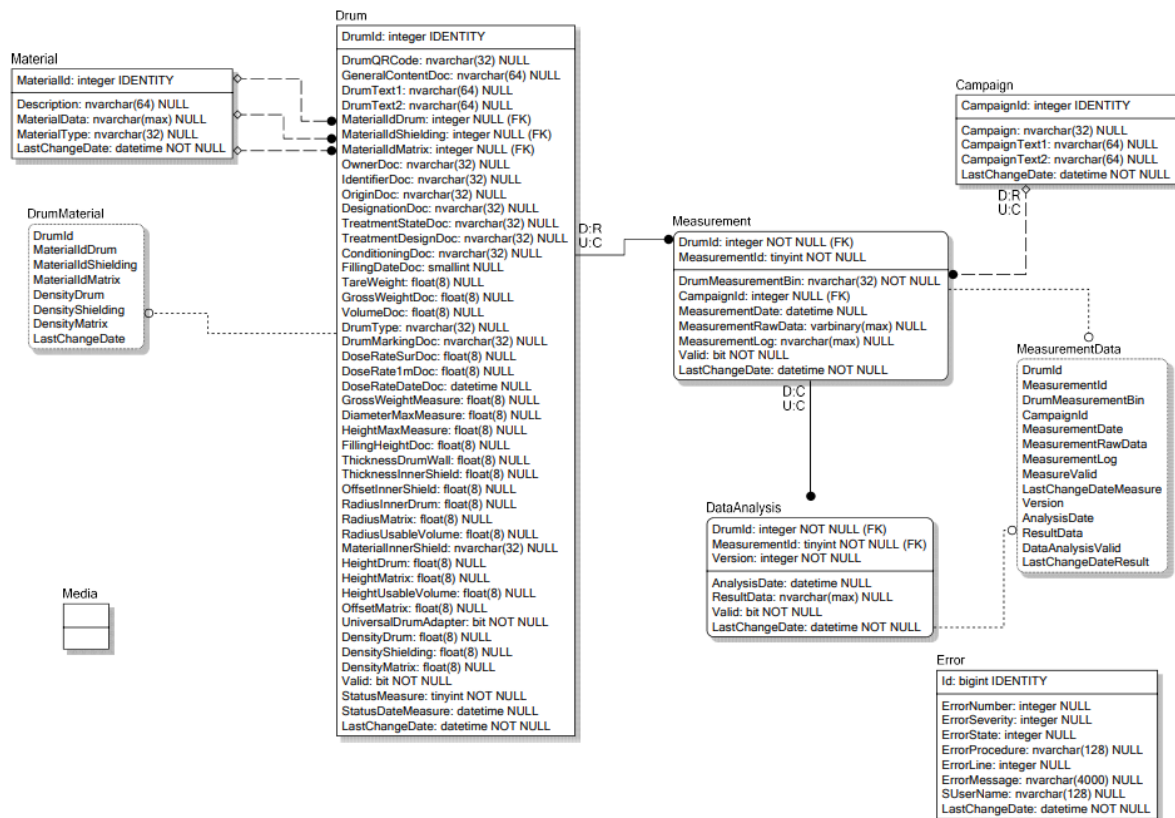 Drum
DrumId: integer IDENTITY
DrumQRCode: nvarchar(32) NULL
GeneralContentDoc: nvarchar(64) NULL
DrumText1: nvarchar(64) NULL
DrumText2: nvarchar(64) NULL
MaterialIdDrum: integer NULL (FK)
MaterialIdShielding: integer NULL (FK)
MaterialIdMatrix: integer NULL (FK)
OwnerDoc: nvarchar(32) NULL
IdentifierDoc: nvarchar(32) NULL
OriginDoc: nvarchar(32) NULL
DesignationDoc: nvarchar(32) NULL
TreatmentStateDoc: nvarchar(32) NULL
TreatmentDesignDoc: nvarchar(32) NULL
ConditioningDoc: nvarchar(32) NULL
FillingDateDoc: smallint NULL
TareWeight: float(8) NULL
GrossWeightDoc: float(8) NULL
VolumeDoc: float(8) NULL
DrumType: nvarchar(32) NULL
DrumMarkingDoc: nvarchar(32) NULL
DoseRateSurDoc: float(8) NULL
DoseRate1mDoc: float(8) NULL
DoseRateDateDoc: datetime NULL
GrossWeightMeasure: float(8) NULL
DiameterMaxMeasure: float(8) NULL
HeightMaxMeasure: float(8) NULL
FillingHeightDoc: float(8) NULL
ThicknessDrumWall: float(8) NULL
ThicknessInnerShield: float(8) NULL
OffsetInnerShield: float(8) NULL
RadiusInnerDrum: float(8) NULL
RadiusMatrix: float(8) NULL
RadiusUsableVolume: float(8) NULL
MaterialInnerShield: nvarchar(32) NULL
HeightDrum: float(8) NULL
HeightMatrix: float(8) NULL
HeightUsableVolume: float(8) NULL
OffsetMatrix: float(8) NULL
UniversalDrumAdapter: bit NOT NULL
DensityDrum: float(8) NULL
DensityShielding: float(8) NULL
DensityMatrix: float(8) NULL
Valid: bit NOT NULL
StatusMeasure: tinyint NOT NULL
StatusDateMeasure: datetime NULL
LastChangeDate: datetime NOT NULL
Material
MaterialId: integer IDENTITY
Description: nvarchar(64) NULL
MaterialData: nvarchar(max) NULL
MaterialType: nvarchar(32) NULL
LastChangeDate: datetime NOT NULL
DrumMaterial
DrumId
MaterialIdDrum
MaterialIdShielding
MaterialIdMatrix
DensityDrum
DensityShielding
DensityMatrix
LastChangeDate
Media
Campaign
CampaignId: integer IDENTITY
Campaign: nvarchar(32) NULL
CampaignText1: nvarchar(64) NULL
CampaignText2: nvarchar(64) NULL
LastChangeDate: datetime NOT NULL
D:R
U:C
D:R
U:C
Measurement
DrumId: integer NOT NULL (FK)
MeasurementId: tinyint NOT NULL
DrumMeasurementBin: nvarchar(32) NOT NULL
CampaignId: integer NULL (FK)
MeasurementDate: datetime NULL
MeasurementRawData: varbinary(max) NULL
MeasurementLog: nvarchar(max) NULL
Valid: bit NOT NULL
LastChangeDate: datetime NOT NULL
D:C
U:C
MeasurementData
DrumId
MeasurementId
DrumMeasurementBin
CampaignId
MeasurementDate
MeasurementRawData
MeasurementLog
MeasureValid
LastChangeDateMeasure
Version
AnalysisDate
ResultData
DataAnalysisValid
LastChangeDateResult
DataAnalysis
DrumId: integer NOT NULL (FK)
MeasurementId: tinyint NOT NULL (FK)
Version: integer NOT NULL
AnalysisDate: datetime NULL
ResultData: nvarchar(max) NULL
Valid: bit NOT NULL
LastChangeDate: datetime NOT NULL
Error
Id: bigint IDENTITY
ErrorNumber: integer NULL
ErrorSeverity: integer NULL
ErrorState: integer NULL
ErrorProcedure: nvarchar(128) NULL
ErrorLine: integer NULL
ErrorMessage: nvarchar(4000) NULL
SUserName: nvarchar(128) NULL
LastChangeDate: datetime NOT NULL